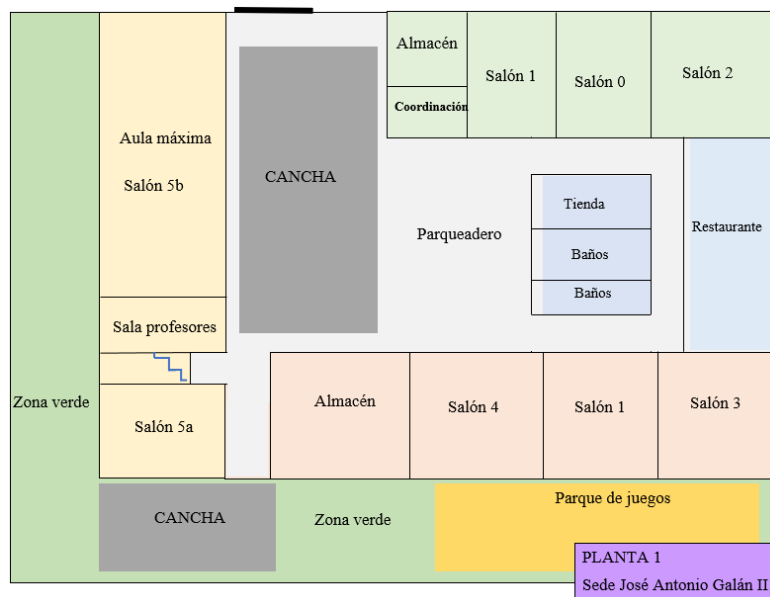 Almacén
Coordinación
Salón 1
Salón 0
Salón 2
Aula máxima
Salón 5b
CANCHA
Parqueadero
Tienda
Baños
Baños
Restaurante
Sala profesores
Zona verde
Salón 5a
Almacén
Salón 4
Salón 1
Salón 3
CANCHA
Zona verde
Parque de juegos
PLANTA 1
Sede José Antonio Galán II